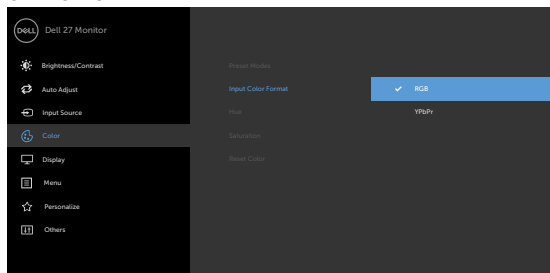 DELL Dell 27 Monitor
Brightness/Contrast
Preset Modes
Auto Adjust
Input Color Format
✓ RGB
Input Source
Hue
YPbPr
Color
Saturation
Display
Reset Color
Menu
Personalize
Others